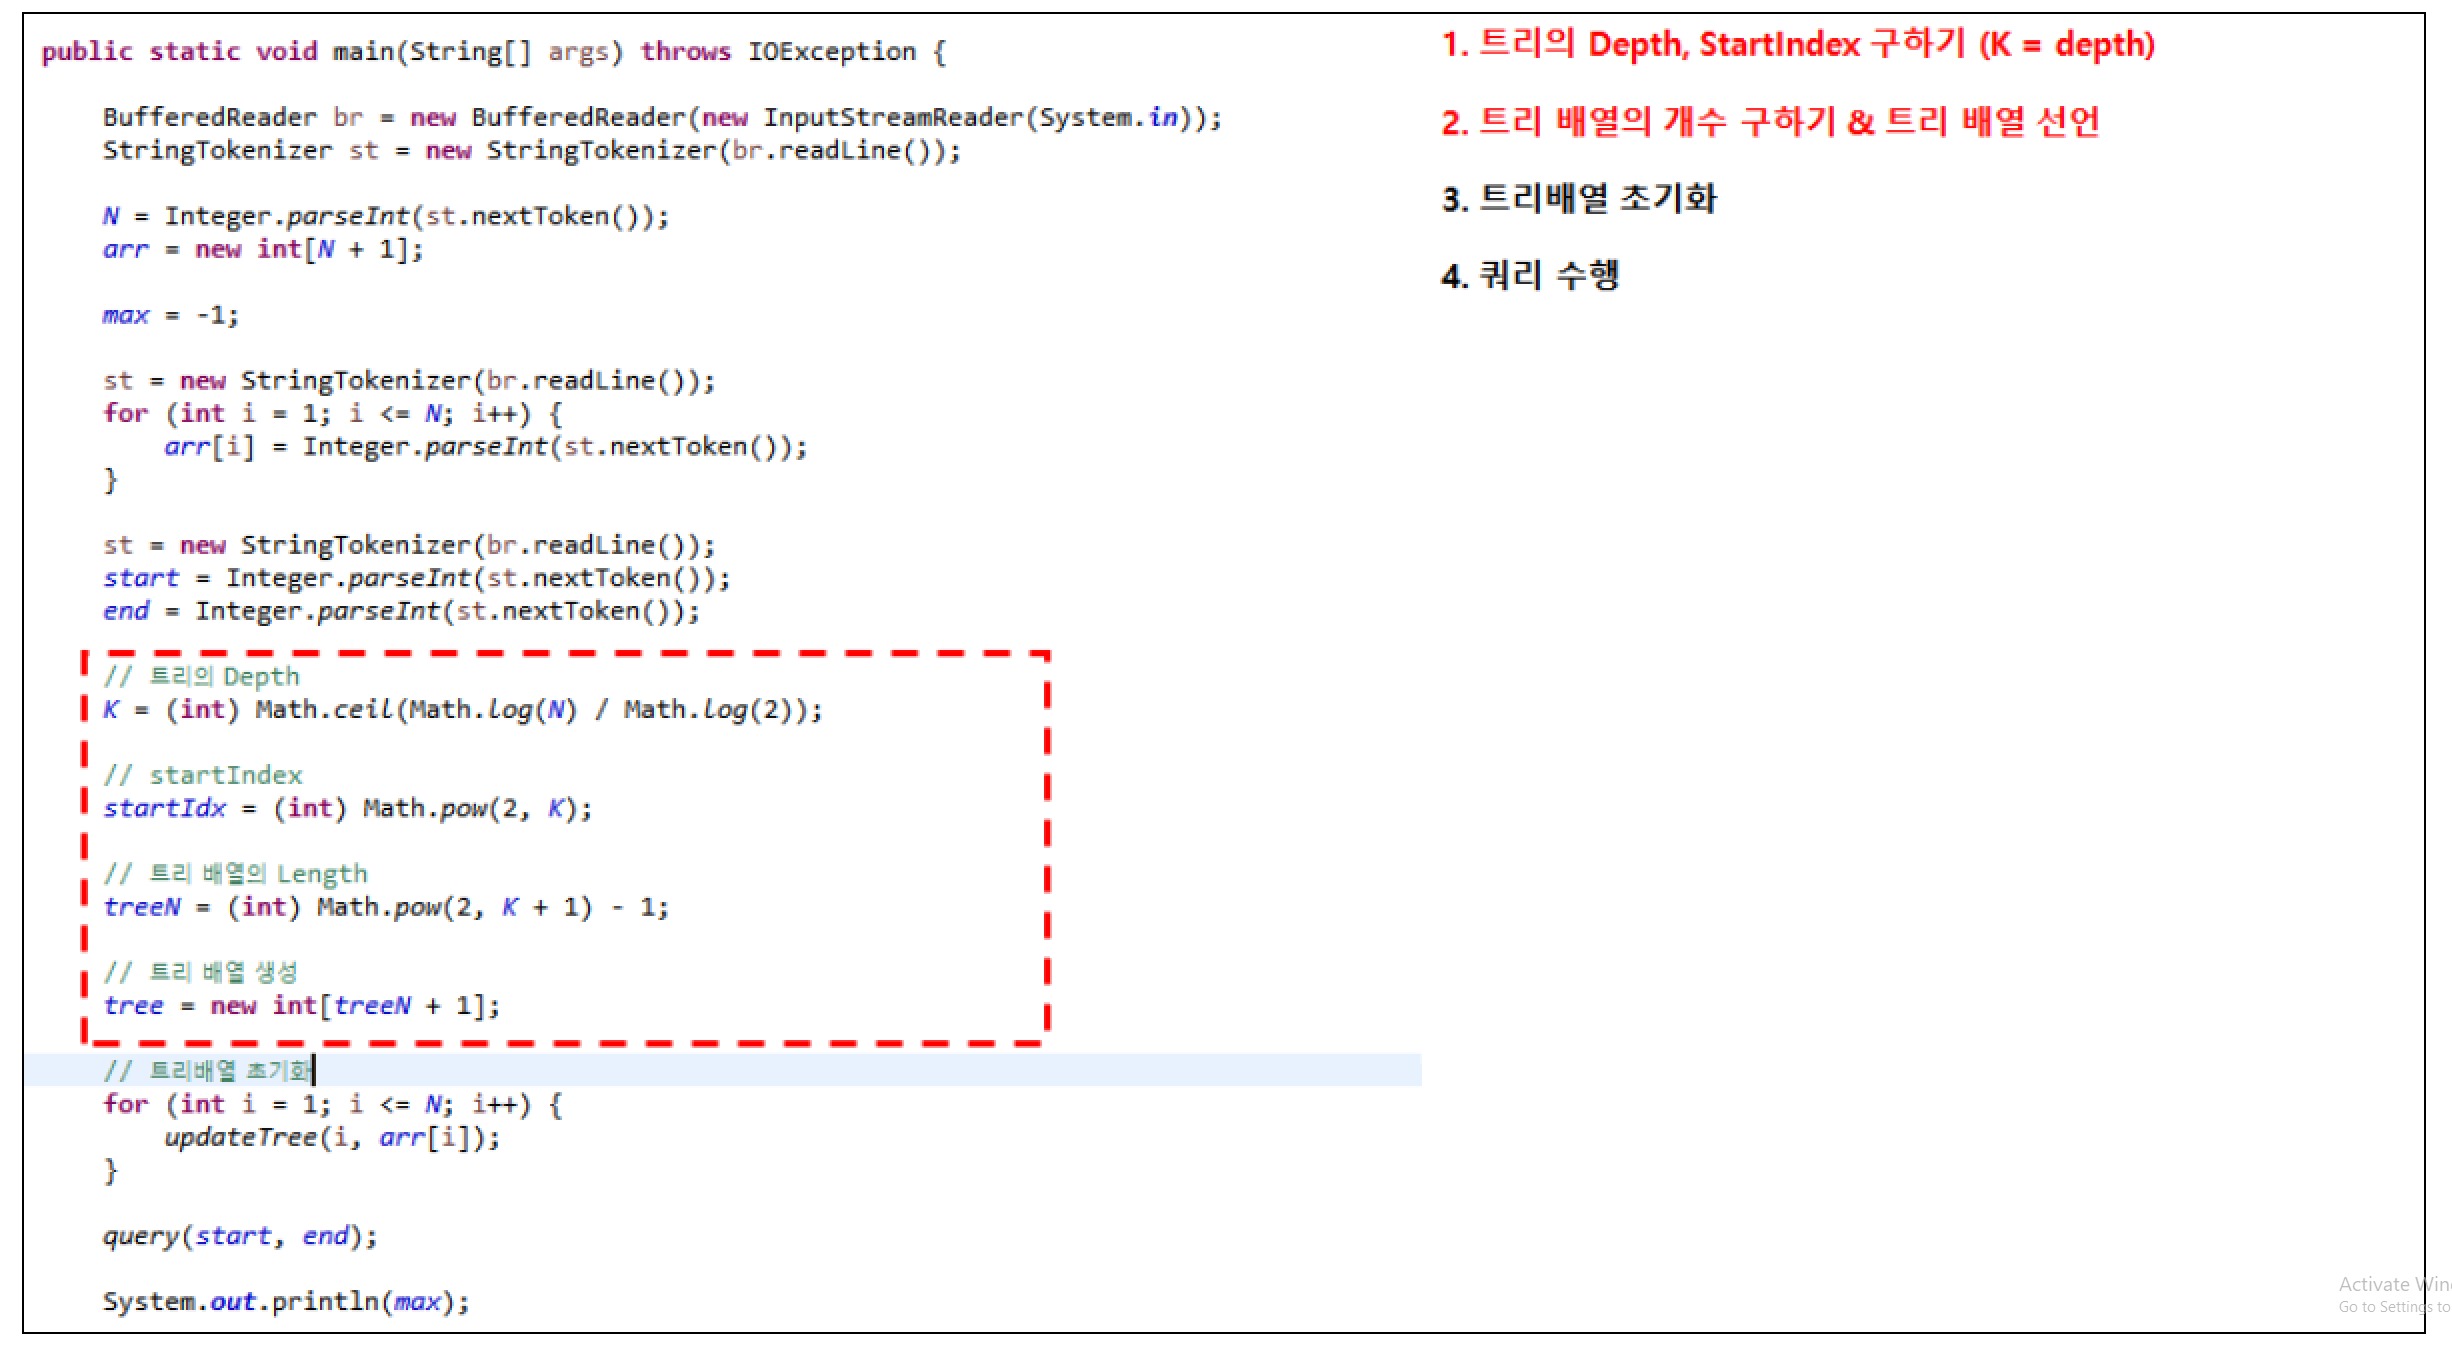 public static void main(String[] args) throws IOException {
BufferedReader br = new BufferedReader(new InputStreamReader(System.in));
StringTokenizer st = new StringTokenizer(br.readLine());
N = Integer.parseInt(st.nextToken());
arr = new int[N + 1];
max = -1;
st = new StringTokenizer(br.readLine());
for (int i = 1; i <= N; i++) {
arr[i] = Integer.parseInt(st.nextToken());
}
st = new StringTokenizer(br.readLine());
start = Integer.parseInt(st.nextToken());
end = Integer.parseInt(st.nextToken());
// 트리의 Depth
K = (int) Math.ceil(Math.log(N) / Math.log(2));
// startIndex
startIdx = (int) Math.pow(2, K);
// 트리 배열의 Length
treeN = (int) Math.pow(2, K + 1) - 1;
// 트리 배열 생성
tree = new int[treeN + 1];
// 트리배열 초기화
for (int i = 1; i <= N; i++) {
updateTree(i, arr[i]);
}
query(start, end);
System.out.println(max);
1. 트리의 Depth, StartIndex 구하기 (K = depth)
2. 트리 배열의 개수 구하기 & 트리 배열 선언
3. 트리배열 초기화
4. 쿼리 수행
Activate Win
Go to Settings to